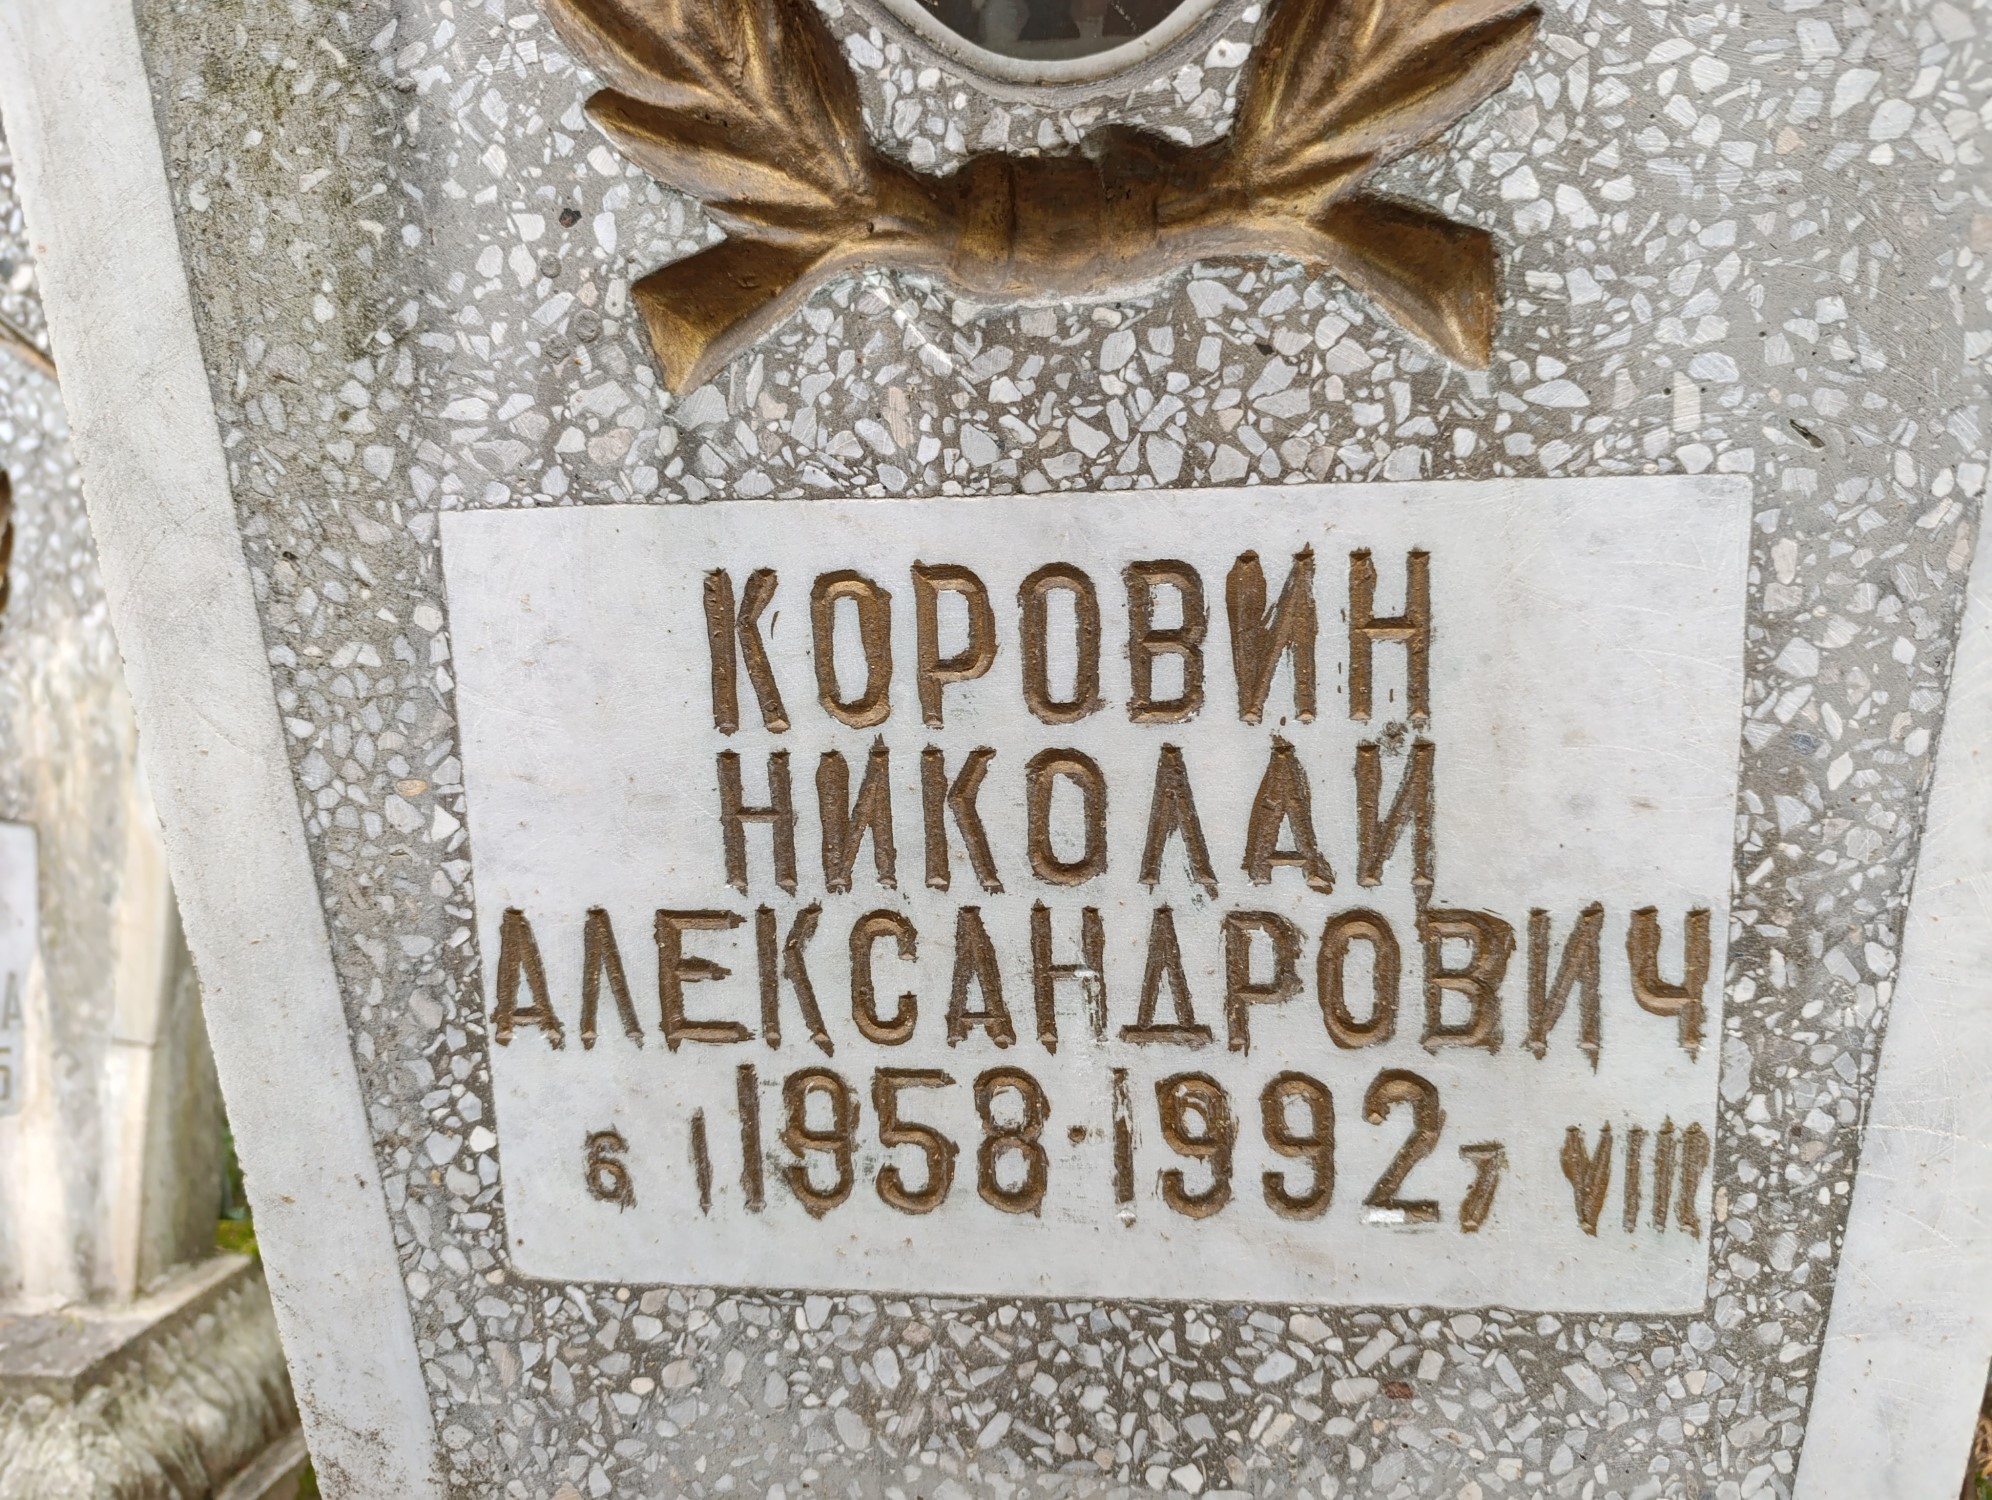 КОРОВИН
НИКОЛАЙ
АЛЕКСАНДРОВИЧ
6 I 1958·1992 7 VIII